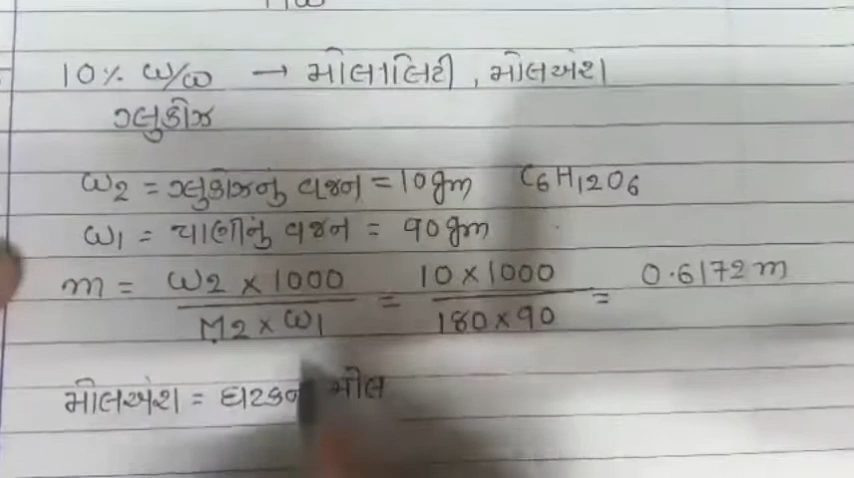 10% w/w → મોલાલિટી, મોલઅંશ
ગ્લુકોઝ
w2 = ગ્લુકોઝનું વજન = 10gm C6H12O6
w1 = પાણીનું વજન = 90gm
m = w2 × 1000 / M2 × w1 = 10 × 1000 / 180 × 90 = 0.6172 m
મોલઅંશ = ઘટકના મોલ